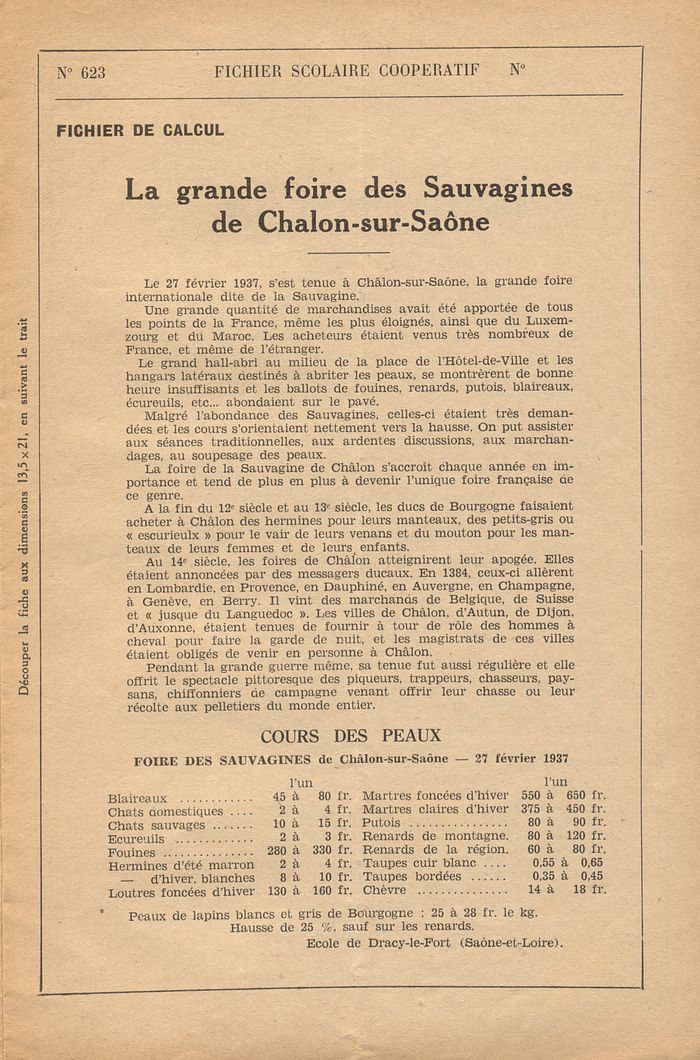 N° 623 FICHIER SCOLAIRE COOPERATIF N°
FICHIER DE CALCUL
La grande foire des Sauvagines
de Chalon-sur-Saône
Le 27 février 1937, s'est tenue à Châlon-sur-Saône, la grande foire
internationale dite de la Sauvagine.
Une grande quantité de marchandises avait été apportée de tous
les points de la France, même les plus éloignés, ainsi que du Luxem-
zourg et du Maroc. Les acheteurs étaient venus très nombreux de
France, et même de l'étranger.
Le grand hall-abri au milieu de la place de l'Hôtel-de-Ville et les
hangars latéraux destinés à abriter les peaux, se montrèrent de bonne
heure insuffisants et les ballots de fouines, renards, putois, blaireaux,
écureuils, etc... abondaient sur le pavé.
Malgré l'abondance des Sauvagines, celles-ci étaient très deman-
dées et les cours s'orientaient nettement vers la hausse. On put assister
aux séances traditionnelles, aux ardentes discussions, aux marchan-
dages, au soupesage des peaux.
La foire de la Sauvagine de Châlon s'accroît chaque année en im-
portance et tend de plus en plus à devenir l'unique foire française de
ce genre.
A la fin du 12e siècle et au 13e siècle, les ducs de Bourgogne faisaient
acheter à Châlon des hermines pour leurs manteaux, des petits-gris ou
« escurieulx » pour le vair de leurs venans et du mouton pour les man-
teaux de leurs femmes et de leurs enfants.
Au 14e siècle, les foires de Châlon atteignirent leur apogée. Elles
étaient annoncées par des messagers ducaux. En 1384, ceux-ci allèrent
en Lombardie, en Provence, en Dauphiné, en Auvergne, en Champagne,
à Genève, en Berry. Il vint des marchands de Belgique, de Suisse
et « jusque du Languedoc ». Les villes de Châlon, d'Autun, de Dijon,
d'Auxonne, étaient tenues de fournir à tour de rôle des hommes à
cheval pour faire la garde de nuit, et les magistrats de ces villes
étaient obligés de venir en personne à Châlon.
Pendant la grande guerre même, sa tenue fut aussi régulière et elle
offrit le spectacle pittoresque des piqueurs, trappeurs, chasseurs, pay-
sans, chiffonniers de campagne venant offrir leur chasse ou leur
récolte aux pelletiers du monde entier.
COURS DES PEAUX
FOIRE DES SAUVAGINES de Châlon-sur-Saône — 27 février 1937
l'un
Blaireaux ............ 45 à 80 fr.
Chats domestiques .... 2 à 4 fr.
Chats sauvages ....... 10 à 15 fr.
Ecureuils ............. 2 à 3 fr.
Fouines ............... 280 à 330 fr.
Hermines d'été marron 2 à 4 fr.
— d'hiver, blanches 8 à 10 fr.
Loutres foncées d'hiver 130 à 160 fr.
l'un
Martres foncées d'hiver 550 à 650 fr.
Martres claires d'hiver 375 à 450 fr.
Putois ................ 80 à 90 fr.
Renards de montagne. 80 à 120 fr.
Renards de la région. 60 à 80 fr.
Taupes cuir blanc .... 0,55 à 0,65
Taupes bordées ...... 0,35 à 0,45
Chèvre .............. 14 à 18 fr.
Peaux de lapins blancs et gris de Bourgogne : 25 à 28 fr. le kg.
Hausse de 25 %, sauf sur les renards.
Ecole de Dracy-le-Fort (Saône-et-Loire).
Découper la fiche aux dimensions 13,5×21, en suivant le trait